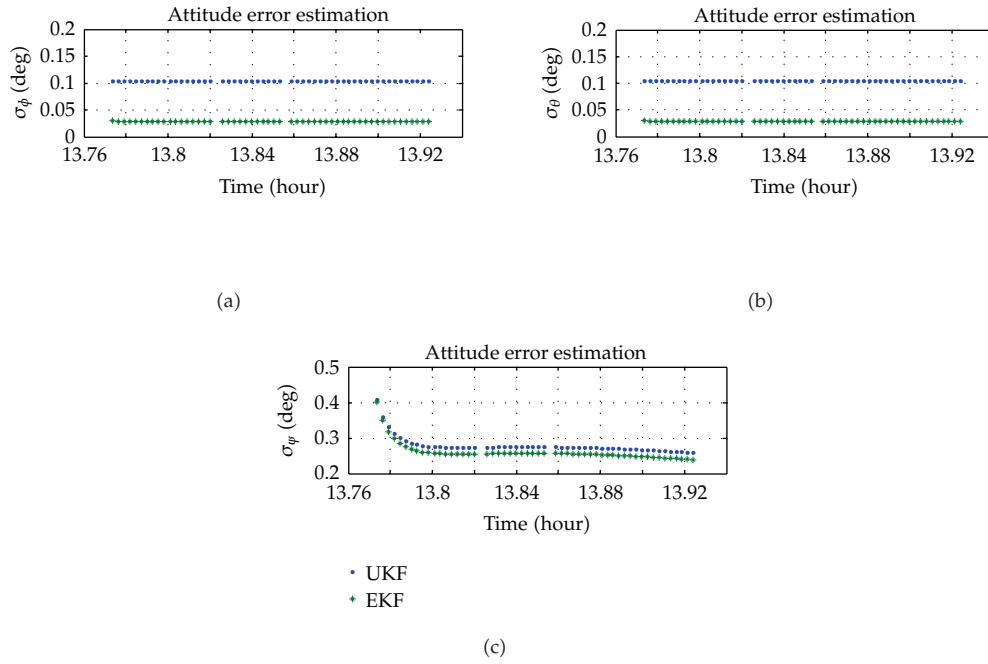 Attitude error estimation
0.2
0.15
0.1
0.05
0
σϕ (deg)
13.76 13.8 13.84 13.88 13.92
Time (hour)
(a)
Attitude error estimation
0.2
0.15
0.1
0.05
0
σθ (deg)
13.76 13.8 13.84 13.88 13.92
Time (hour)
(b)
Attitude error estimation
0.5
0.4
0.3
0.2
σψ (deg)
13.76 13.8 13.84 13.88 13.92
Time (hour)
UKF
EKF
(c)